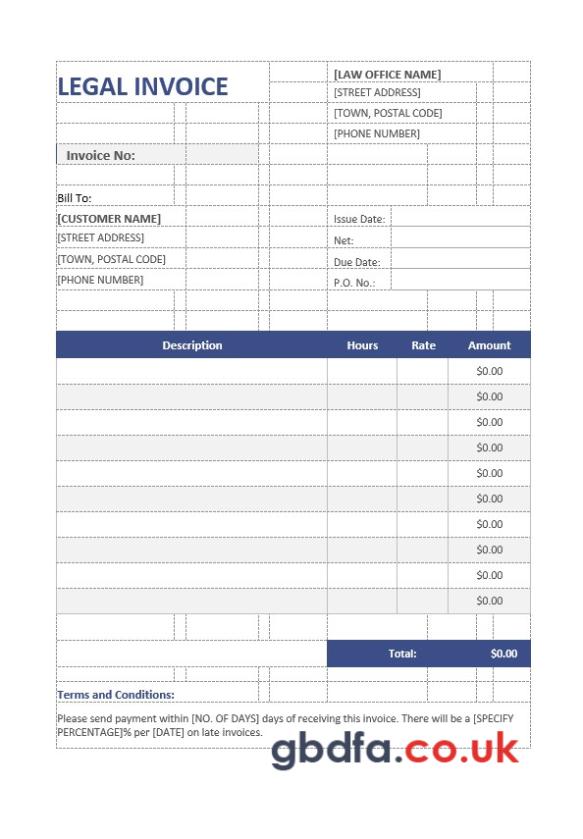 LEGAL INVOICE
[LAW OFFICE NAME]
[STREET ADDRESS]
[TOWN, POSTAL CODE]
[PHONE NUMBER]
Invoice No:
Bill To:
[CUSTOMER NAME]
[STREET ADDRESS]
[TOWN, POSTAL CODE]
[PHONE NUMBER]
Issue Date:
Net:
Due Date:
P.O. No.:
Description Hours Rate Amount
$0.00
$0.00
$0.00
$0.00
$0.00
$0.00
$0.00
$0.00
$0.00
$0.00
Total: $0.00
Terms and Conditions:
Please send payment within [NO. OF DAYS] days of receiving this invoice. There will be a [SPECIFY
PERCENTAGE]% per [DATE] on late invoices.
gbdfa.co.uk